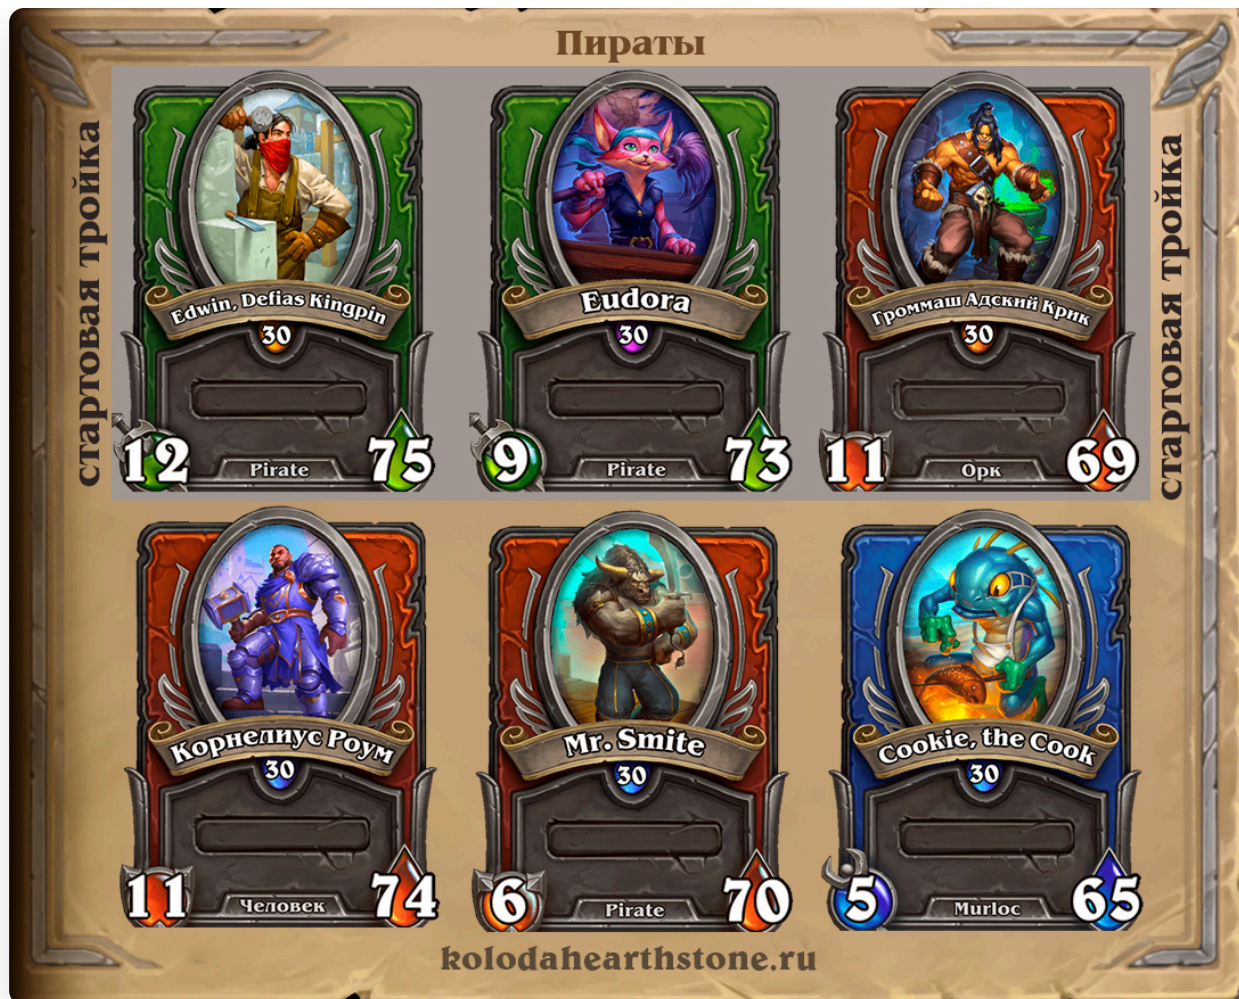 Пираты
стартовая тройка
стартовая тройка
Edwin, Defias Kingpin
30
12
Pirate
75
Eudora
30
9
Pirate
73
Громмаш Адский Крик
30
11
Орк
69
Корнелиус Роум
30
11
Человек
74
Mr. Smite
30
6
Pirate
70
Cookie, the Cook
30
5
Murloc
65
kolodahearthstone.ru